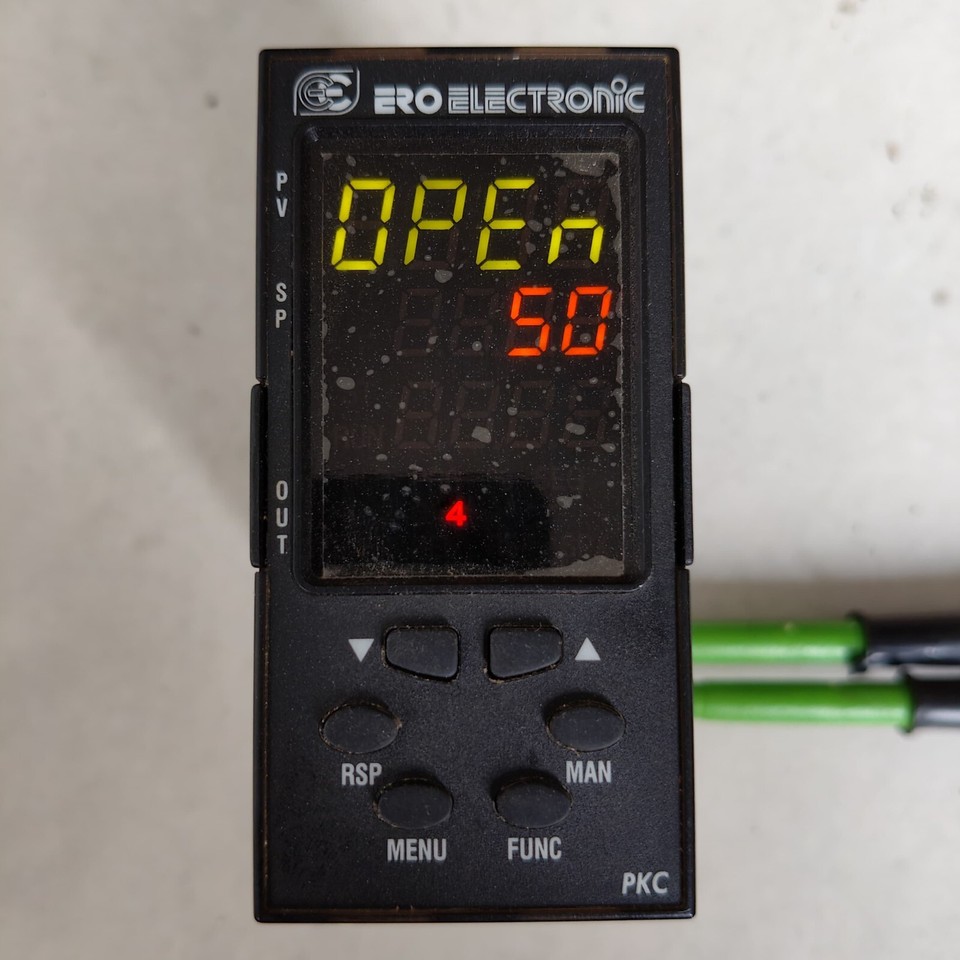 ERO ELECTRONIC
PV
OPEn
SP
50
OUT
4
RSP
MAN
MENU
FUNC
PKC